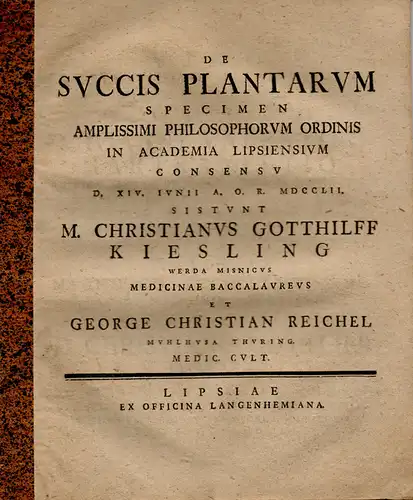 DE
SVCCIS PLANTARVM
SPECIMEN
AMPLISSIMI PHILOSOPHORVM ORDINIS
IN ACADEMIA LIPSIENSIVM
CONSENSV
D. XIV. IVNII A. O. R. MDCCLII.
SISTVNT
M. CHRISTIANVS GOTTHILFF
KIESLING
WERDA MISNICVS
MEDICINAE BACCALAVREVS
ET
GEORGE CHRISTIAN REICHEL
MVHLHVSA THVRING.
MEDIC. CVLT.
LIPSIAE
EX OFFICINA LANGENHEMIANA.